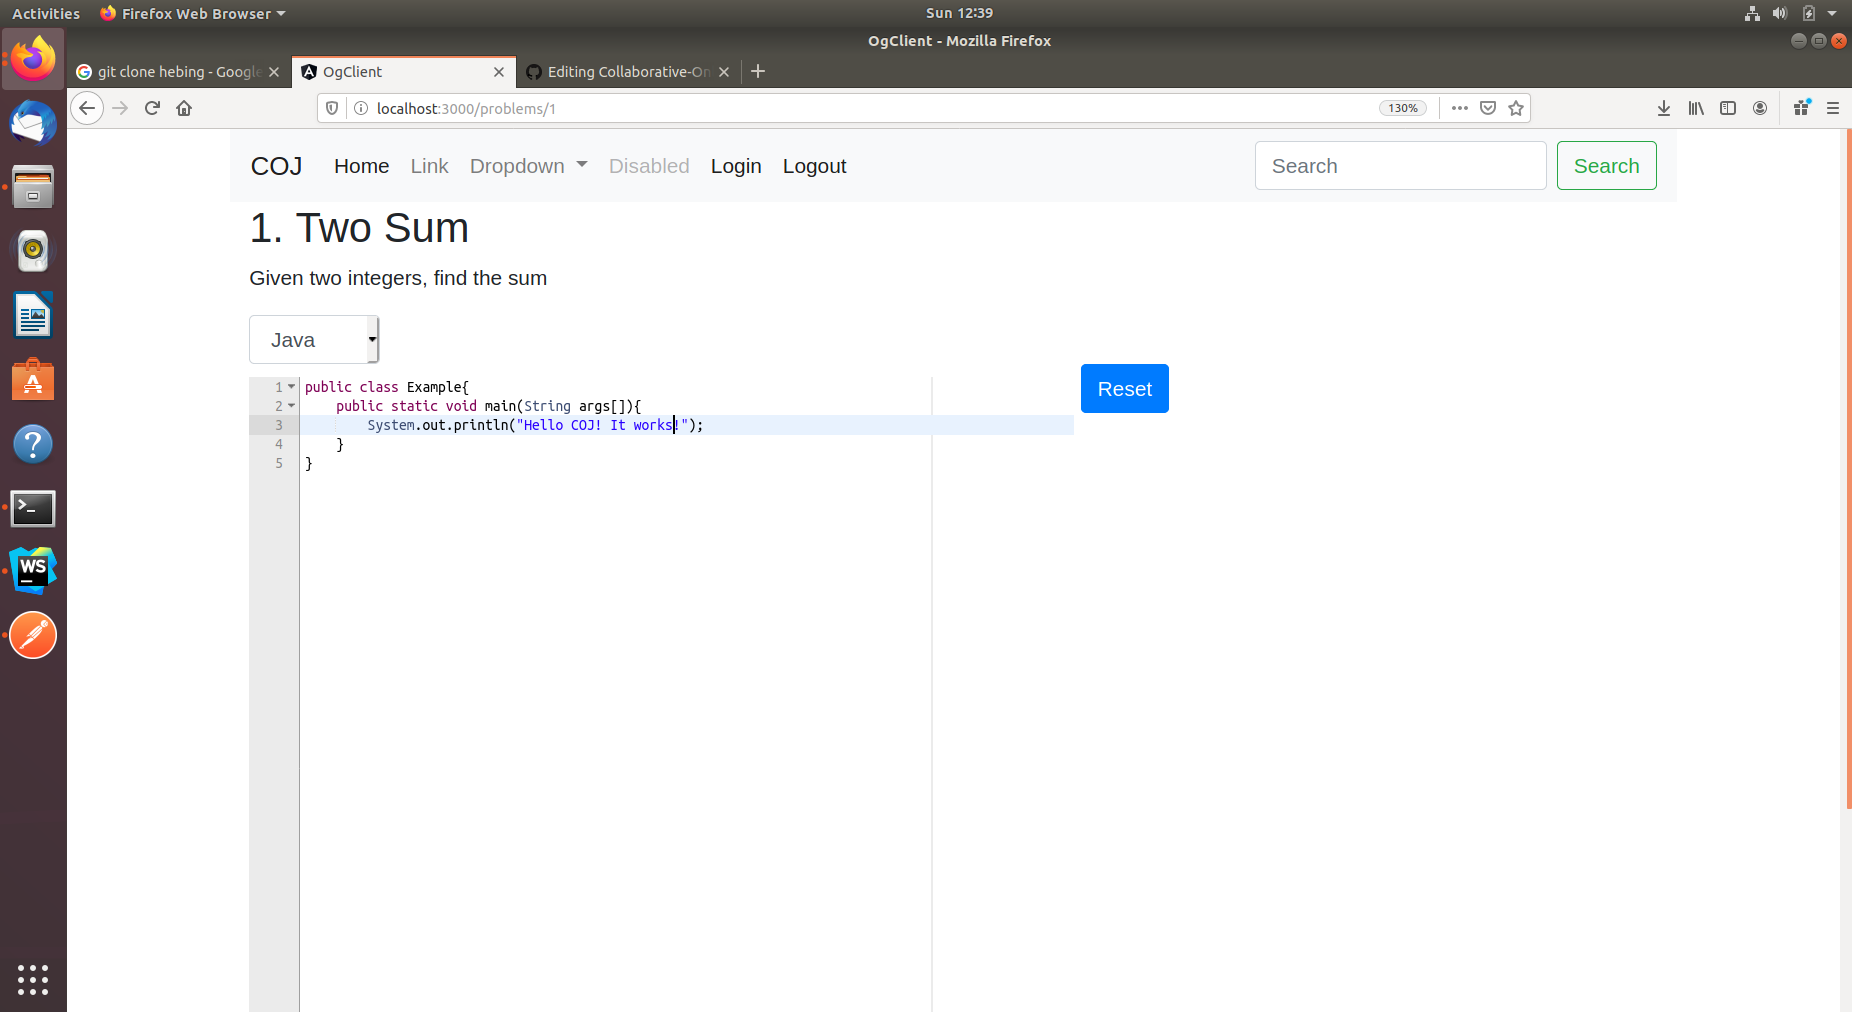 Activities Firefox Web Browser Sun 12:39
OgClient - Mozilla Firefox
git clone hebing - Google OgClient Editing Collaborative-On
localhost:3000/problems/1 130%
COJ Home Link Dropdown Disabled Login Logout Search Search
1. Two Sum
Given two integers, find the sum
Java
Reset
1 public class Example{
2 public static void main(String args[]){
3 System.out.println("Hello COJ! It works!");
4 }
5 }
WS